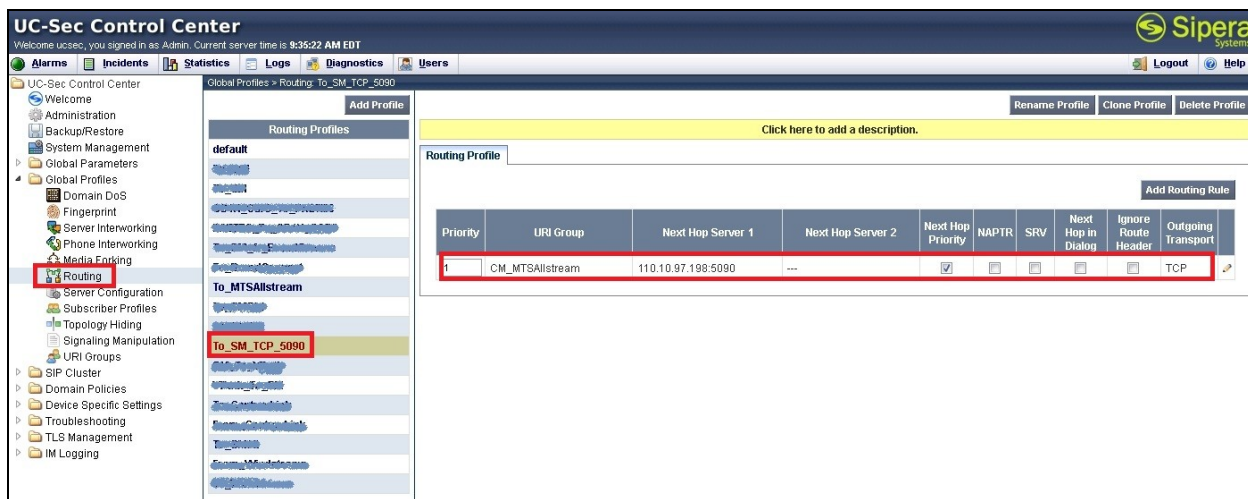 UC-Sec Control Center
Sipera
Systems
Welcome ucsec, you signed in as Admin. Current server time is 9:35:22 AM EDT
Alarms Incidents Statistics Logs Diagnostics Users Logout Help
UC-Sec Control Center
Welcome
Administration
Backup/Restore
System Management
Global Parameters
Global Profiles
Domain DoS
Fingerprint
Server Interworking
Phone Interworking
Media Forking
Routing
Server Configuration
Subscriber Profiles
Topology Hiding
Signaling Manipulation
URI Groups
SIP Cluster
Domain Policies
Device Specific Settings
Troubleshooting
TLS Management
IM Logging
Global Profiles > Routing: To_SM_TCP_5090
Add Profile
Routing Profiles
default
To_MTSAllstream
To_SM_TCP_5090
Rename Profile Clone Profile Delete Profile
Click here to add a description.
Routing Profile
Add Routing Rule
Priority URI Group Next Hop Server 1 Next Hop Server 2 Next Hop Priority NAPTR SRV Next Hop in Dialog Ignore Route Header Outgoing Transport
1 CM_MTSAllstream 110.10.97.198:5090 --- TCP